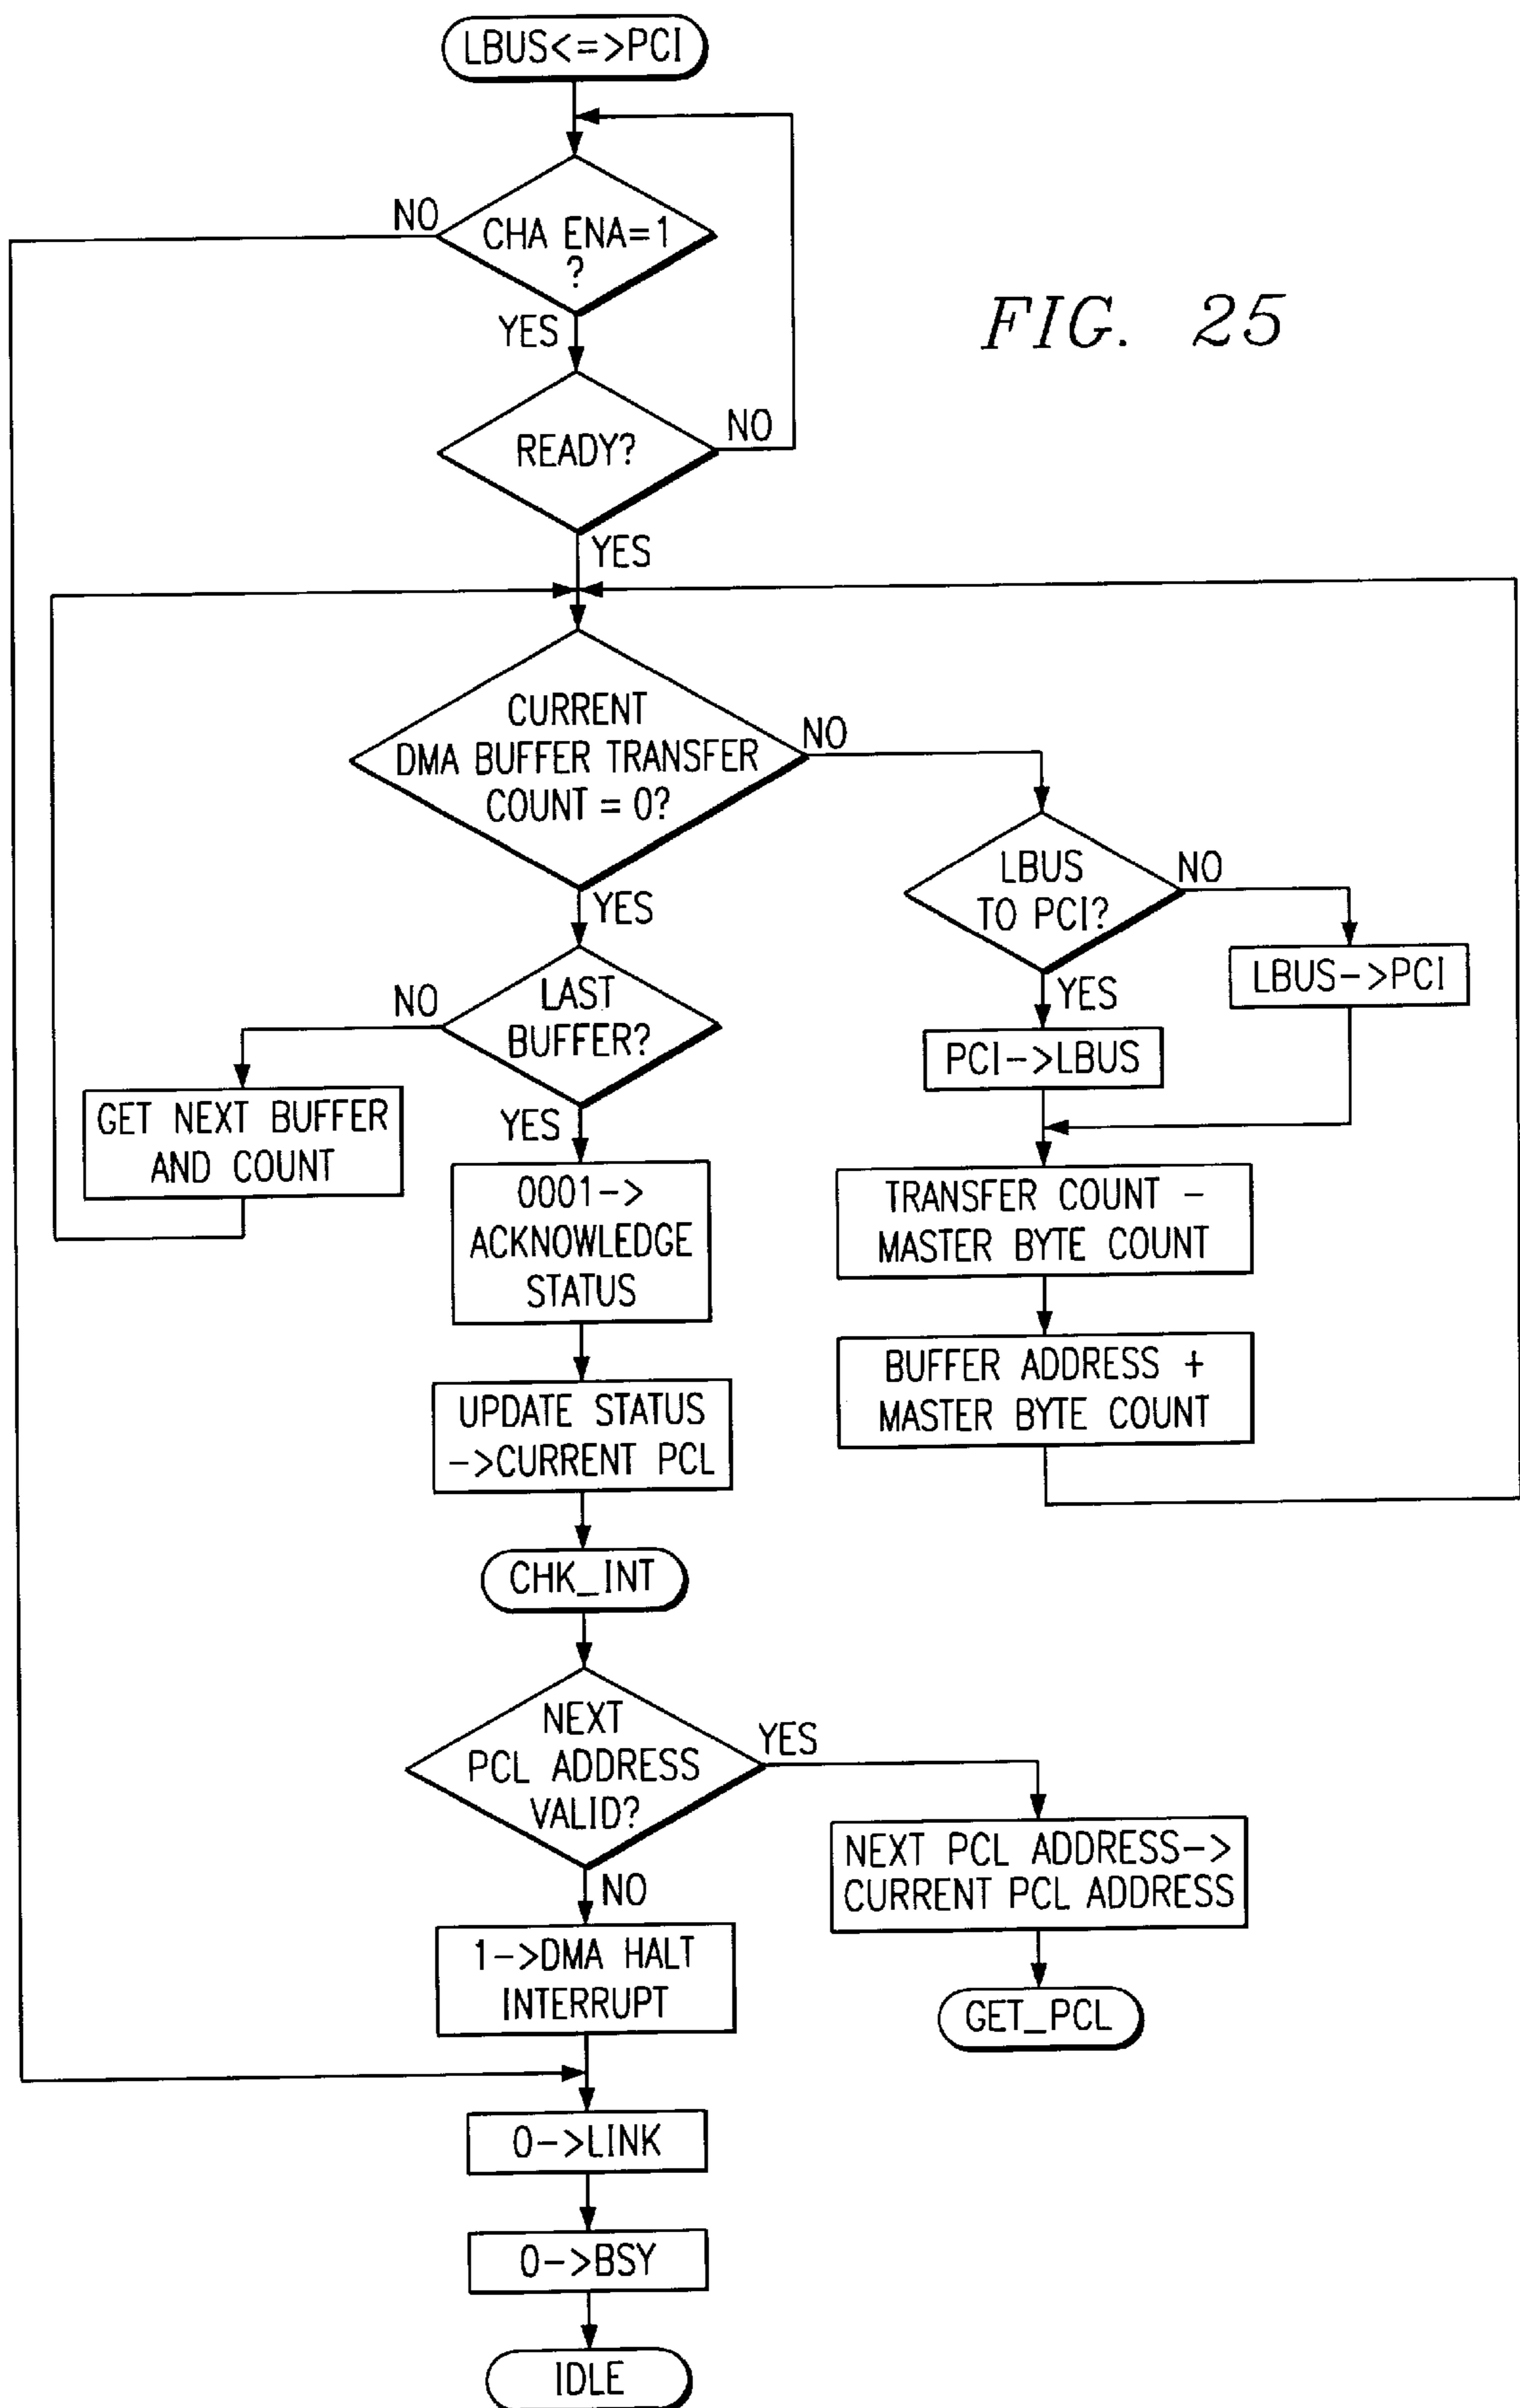 LBUS<=>PCI
NO
CHA ENA=1
?
YES
FIG. 25
READY?
NO
YES
CURRENT
DMA BUFFER TRANSFER
COUNT = 0?
NO
YES
LBUS
TO PCI?
NO
YES
LBUS->PCI
PCI->LBUS
NO
LAST
BUFFER?
YES
GET NEXT BUFFER
AND COUNT
0001->
ACKNOWLEDGE
STATUS
TRANSFER COUNT -
MASTER BYTE COUNT
BUFFER ADDRESS +
MASTER BYTE COUNT
UPDATE STATUS
->CURRENT PCL
CHK_INT
NEXT
PCL ADDRESS
VALID?
YES
NO
NEXT PCL ADDRESS->
CURRENT PCL ADDRESS
1->DMA HALT
INTERRUPT
GET_PCL
0->LINK
0->BSY
IDLE